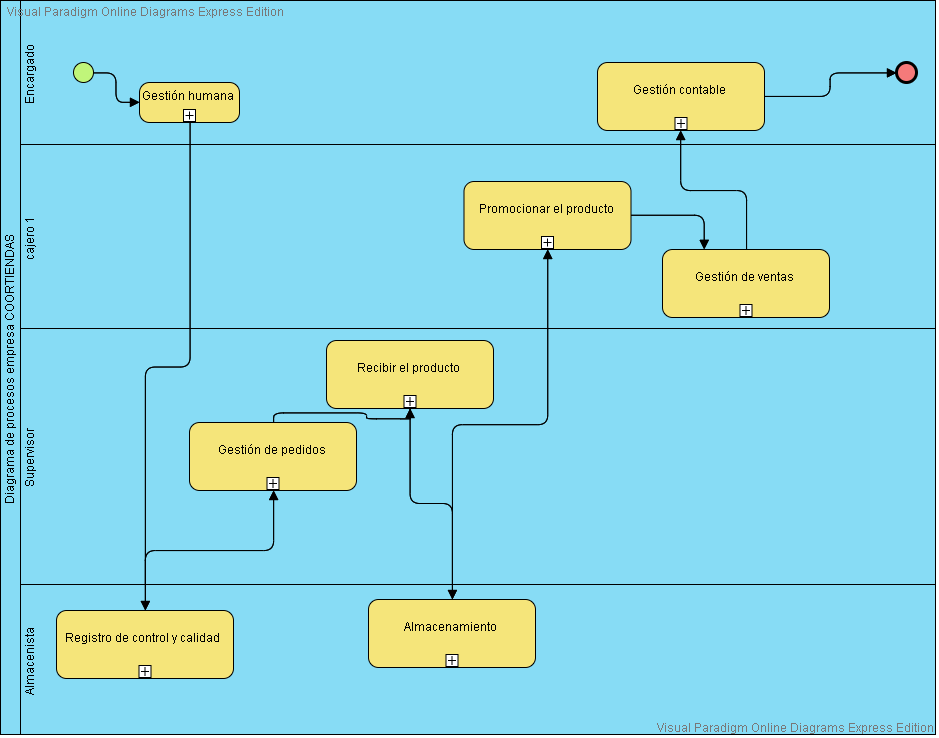 Visual Paradigm Online Diagrams Express Edition
Diagrama de procesos empresa COORTIENDAS
Encargado
Gestión humana
Gestión contable
cajero 1
Promocionar el producto
Gestión de ventas
Supervisor
Recibir el producto
Gestión de pedidos
Almacenista
Registro de control y calidad
Almacenamiento
Visual Paradigm Online Diagrams Express Edition